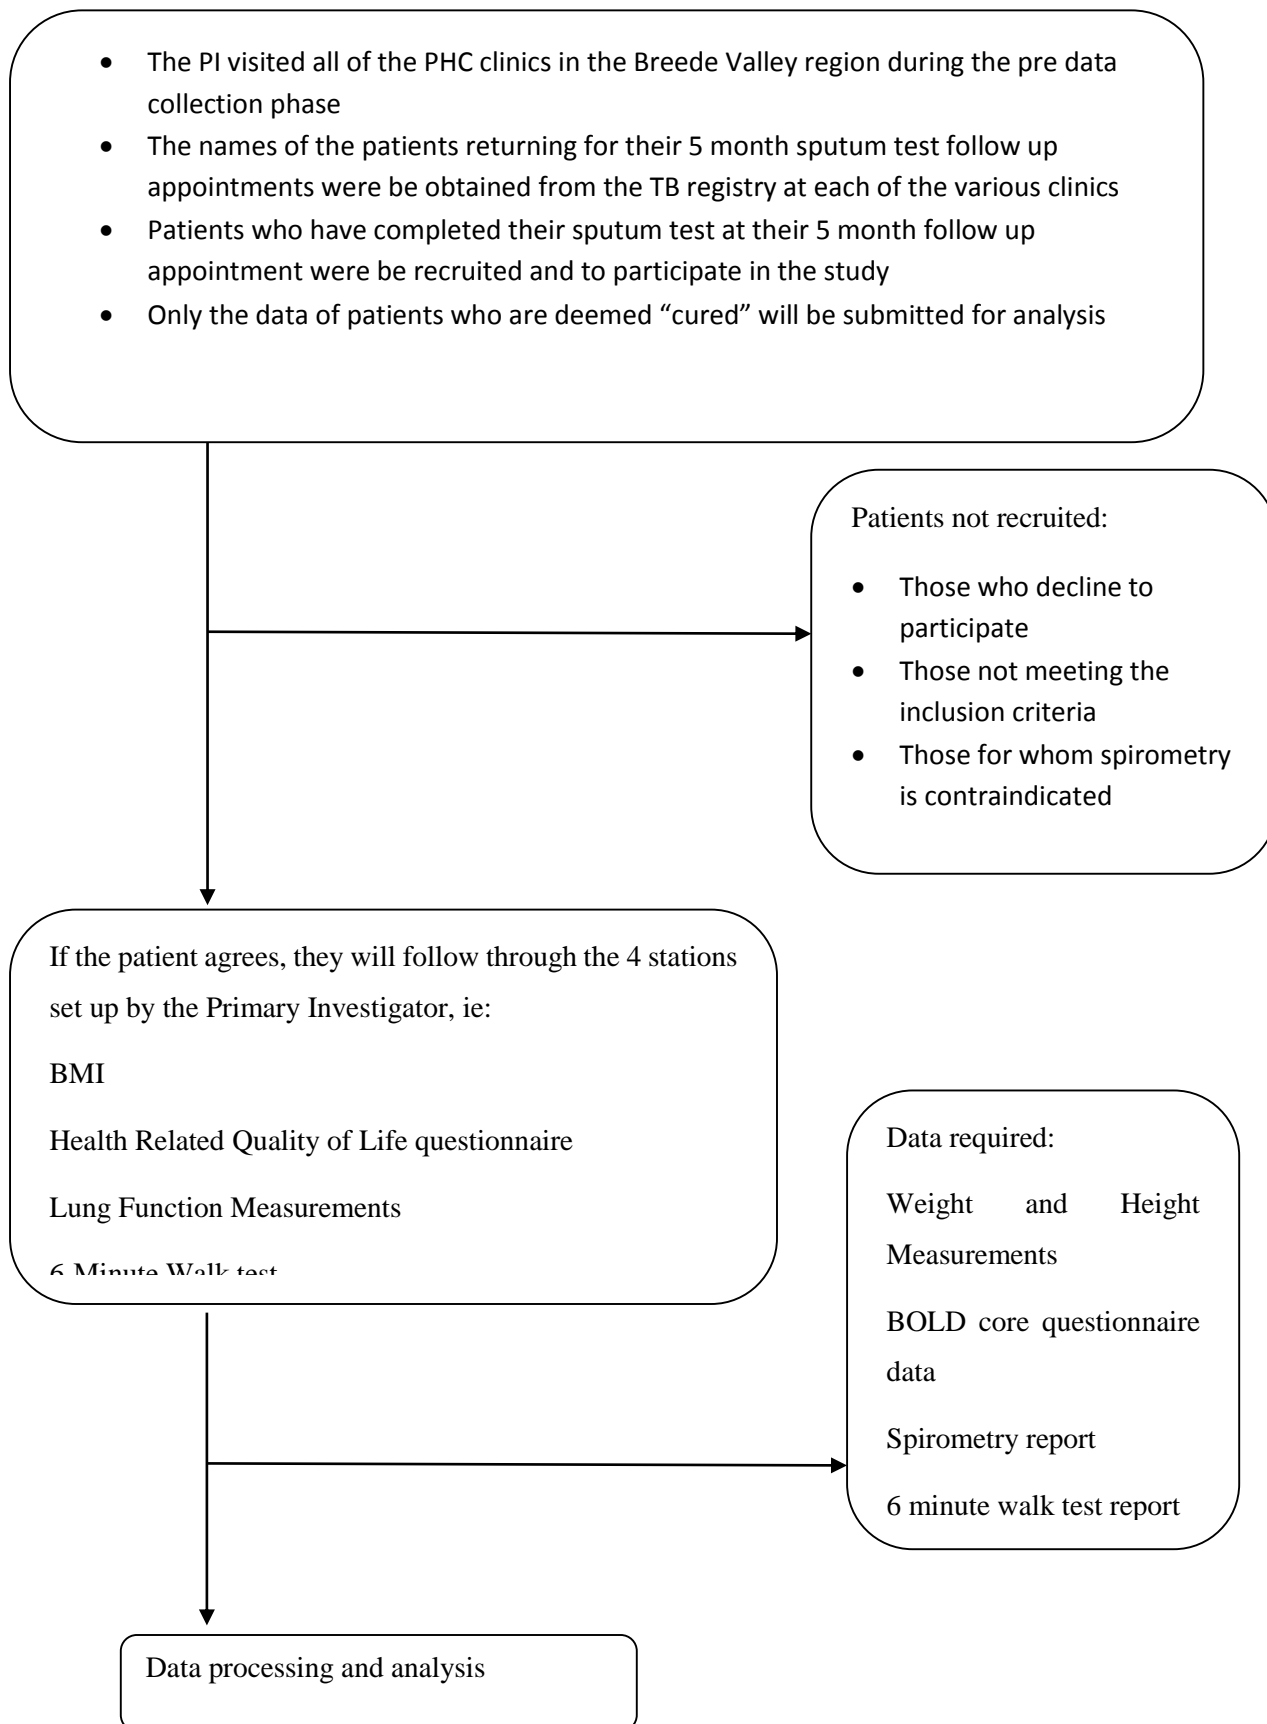 • The PI visited all of the PHC clinics in the Breede Valley region during the pre data
collection phase
• The names of the patients returning for their 5 month sputum test follow up
appointments were be obtained from the TB registry at each of the various clinics
• Patients who have completed their sputum test at their 5 month follow up
appointment were be recruited and to participate in the study
• Only the data of patients who are deemed “cured” will be submitted for analysis
Patients not recruited:
• Those who decline to
participate
• Those not meeting the
inclusion criteria
• Those for whom spirometry
is contraindicated
If the patient agrees, they will follow through the 4 stations
set up by the Primary Investigator, ie:
BMI
Health Related Quality of Life questionnaire
Lung Function Measurements
6 Minute Walk test
Data required:
Weight and Height
Measurements
BOLD core questionnaire
data
Spirometry report
6 minute walk test report
Data processing and analysis